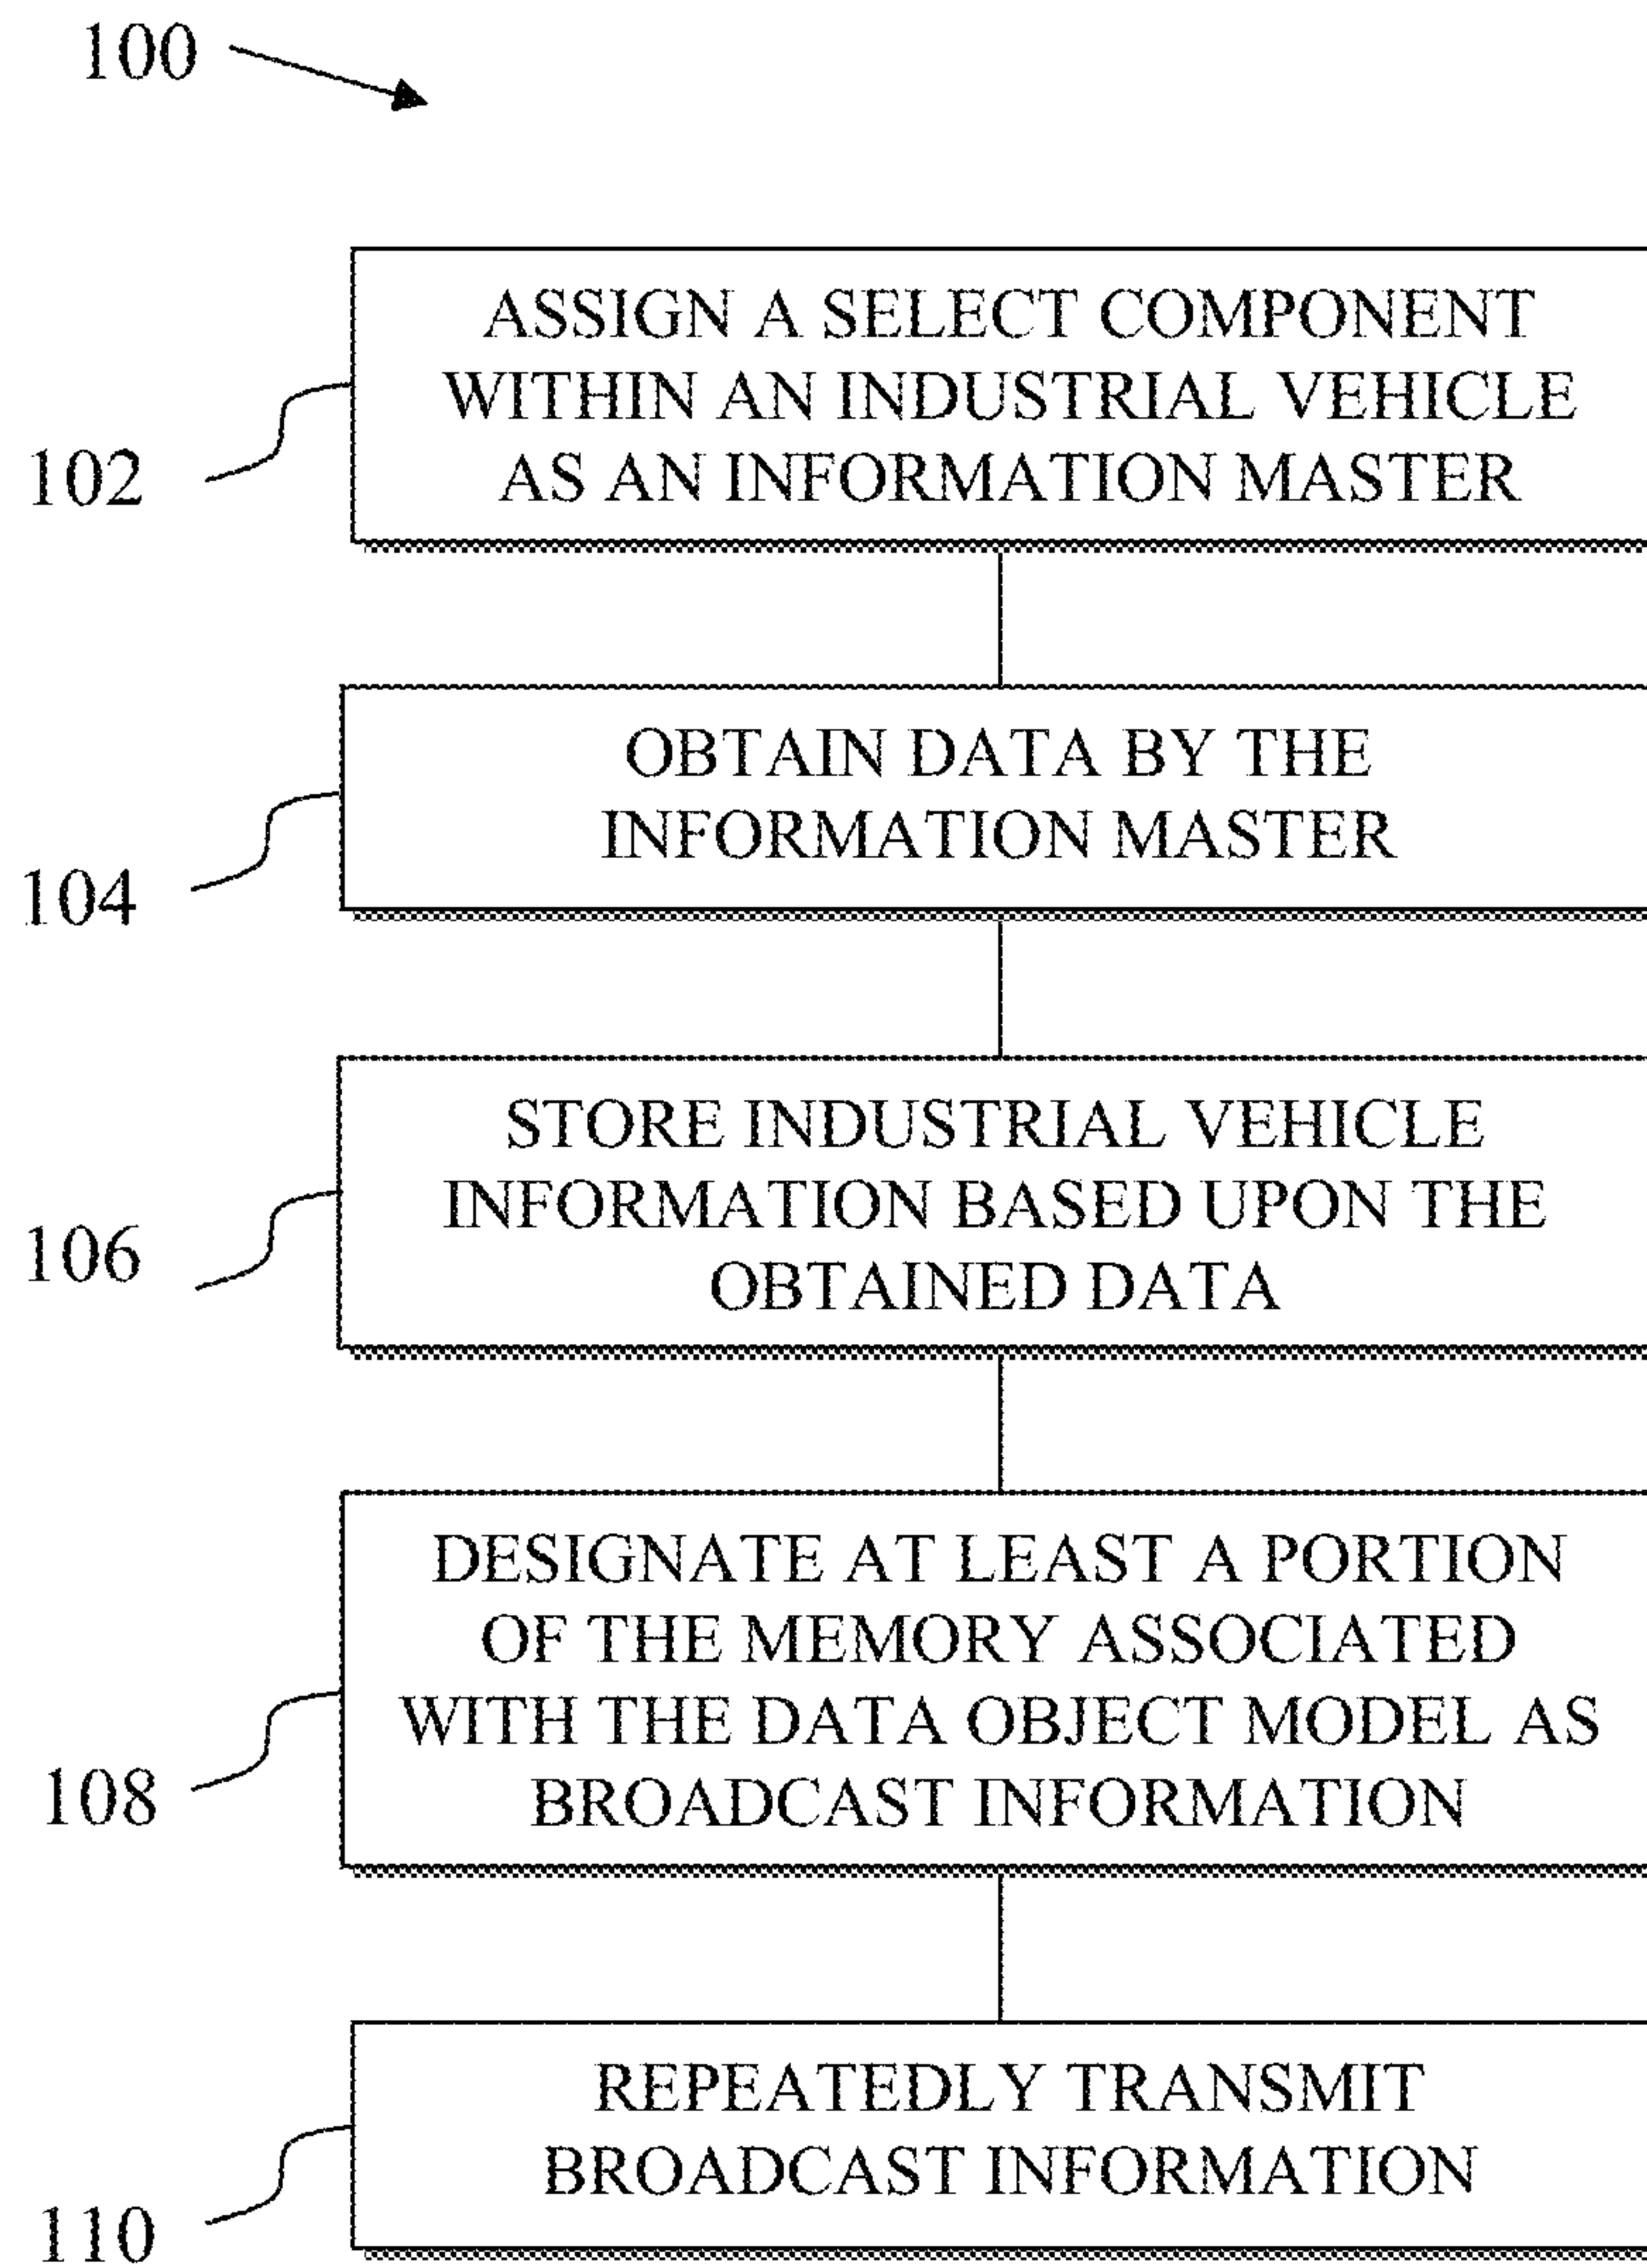 100
ASSIGN A SELECT COMPONENT
WITHIN AN INDUSTRIAL VEHICLE
AS AN INFORMATION MASTER
102
OBTAIN DATA BY THE
INFORMATION MASTER
104
STORE INDUSTRIAL VEHICLE
INFORMATION BASED UPON THE
OBTAINED DATA
106
DESIGNATE AT LEAST A PORTION
OF THE MEMORY ASSOCIATED
WITH THE DATA OBJECT MODEL AS
BROADCAST INFORMATION
108
REPEATEDLY TRANSMIT
BROADCAST INFORMATION
110